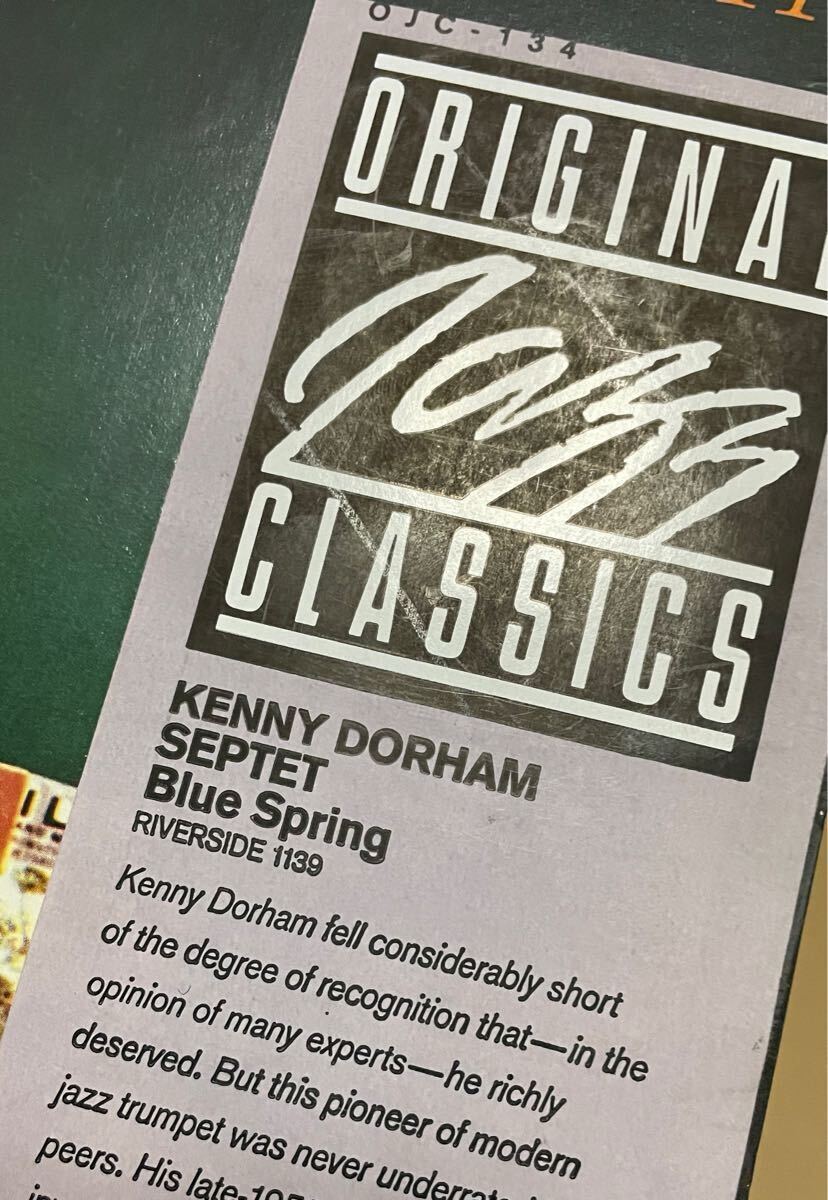 OJC-134
ORIGINAL
Jazz
CLASSICS
KENNY DORHAM
SEPTET
Blue Spring
RIVERSIDE 1139
Kenny Dorham fell considerably short
of the degree of recognition that—in the
opinion of many experts—he richly
deserved. But this pioneer of modern
jazz trumpet was never
peers. His